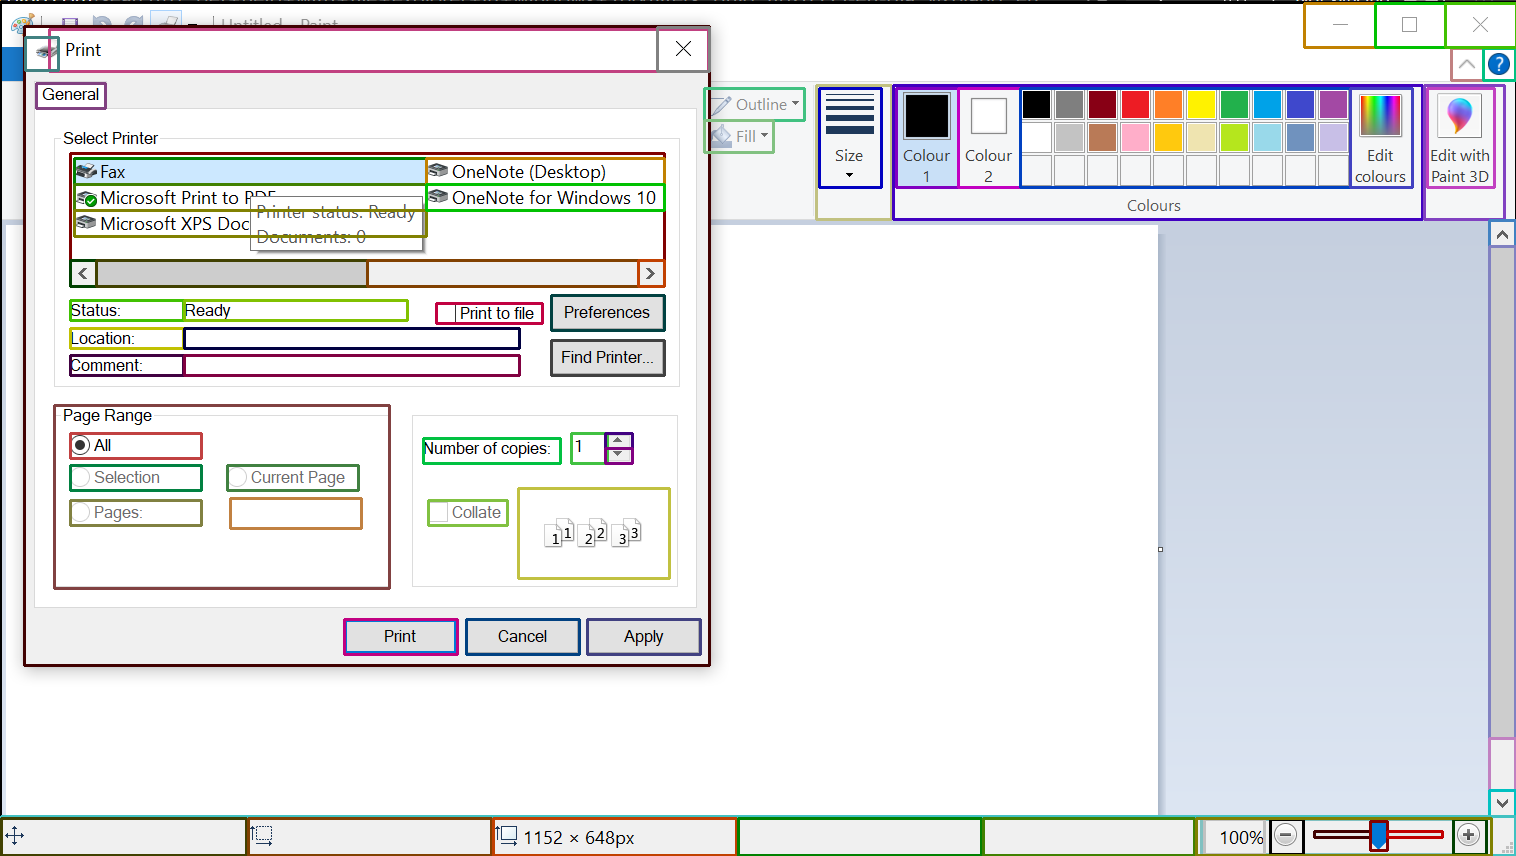 Untitled - Paint
Print
General
Select Printer
Fax
OneNote (Desktop)
Microsoft Print to PDF
OneNote for Windows 10
Microsoft XPS Doc
Printer status: Ready
Documents: 0
Status:
Ready
Print to file
Preferences
Location:
Find Printer...
Comment:
Page Range
All
Selection
Current Page
Pages:
Number of copies:
1
Collate
1 1 2 2 3 3
Print
Cancel
Apply
Outline
Fill
Size
Colour
1
Colour
2
Edit
colours
Edit with
Paint 3D
Colours
1152 × 648px
100%